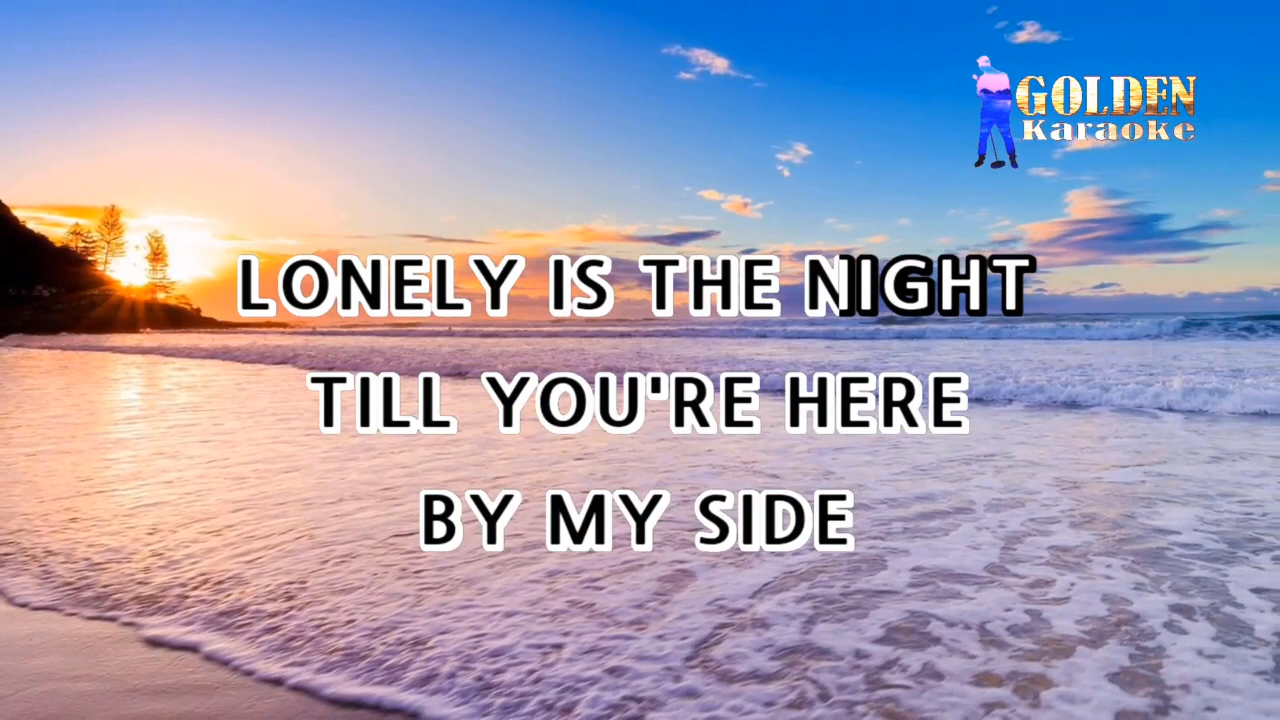 GOLDEN
Karaoke
LONELY IS THE NIGHT
TILL YOU'RE HERE
BY MY SIDE